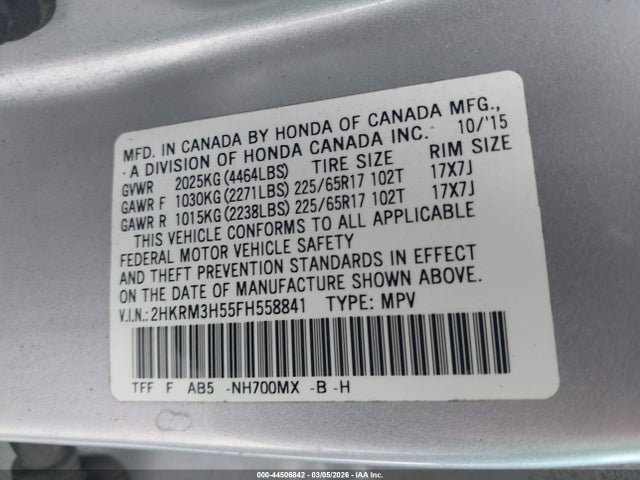 MFD. IN CANADA BY HONDA OF CANADA MFG.,
A DIVISION OF HONDA CANADA INC. 10/'15
GVWR 2025KG (4464LBS) TIRE SIZE RIM SIZE
GAWR F 1030KG (2271LBS) 225/65R17 102T 17X7J
GAWR R 1015KG (2238LBS) 225/65R17 102T 17X7J
THIS VEHICLE CONFORMS TO ALL APPLICABLE
FEDERAL MOTOR VEHICLE SAFETY
AND THEFT PREVENTION STANDARDS IN EFFECT
ON THE DATE OF MANUFACTURE SHOWN ABOVE.
V.I.N.: 2HKRM3H55FH558841 TYPE: MPV
TFF F AB5 -NH700MX -B -H
000-44506842 - 03/05/2026 - IAA Inc.